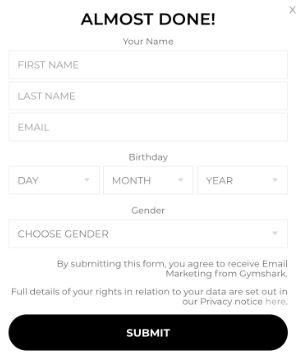 X
ALMOST DONE!
Your Name
FIRST NAME
LAST NAME
EMAIL
Birthday
DAY MONTH YEAR
Gender
CHOOSE GENDER
By submitting this form, you agree to receive Email
Marketing from Gymshark.
Full details of your rights in relation to your data are set out in
our Privacy notice here.
SUBMIT